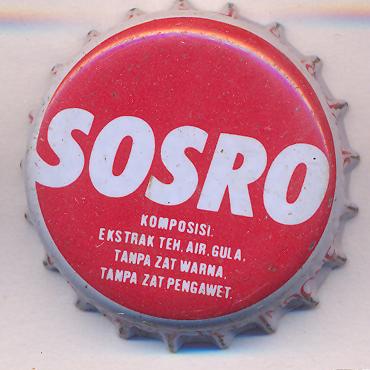 SOSRO
KOMPOSISI.
EKSTRAK TEH, AIR, GULA,
TANPA ZAT WARNA,
TANPA ZAT PENGAWET.